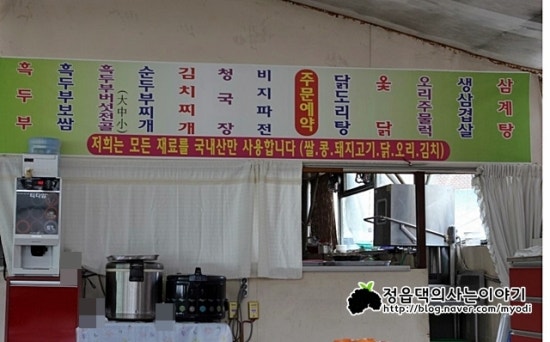 흑두부
흑두부보쌈
흑두부버섯전골
(大中小)
순두부찌개
김치찌개
청국장
비지파전
주문예약
닭도리탕
옻닭
오리주물럭
생삼겹살
삼계탕
저희는 모든 재료를 국내산만 사용합니다 (쌀.콩.돼지고기.닭.오리.김치)
정읍댁의사는이야기
http://blog.naver.com/myodi